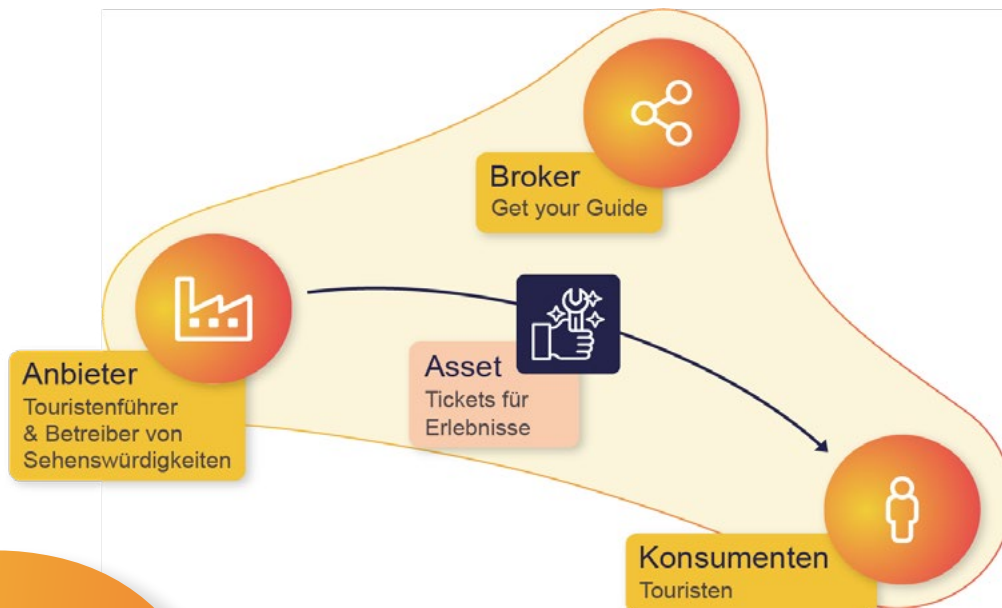 Broker
Get your Guide
Anbieter
Touristenführer
& Betreiber von
Sehenswürdigkeiten
Asset
Tickets für
Erlebnisse
Konsumenten
Touristen